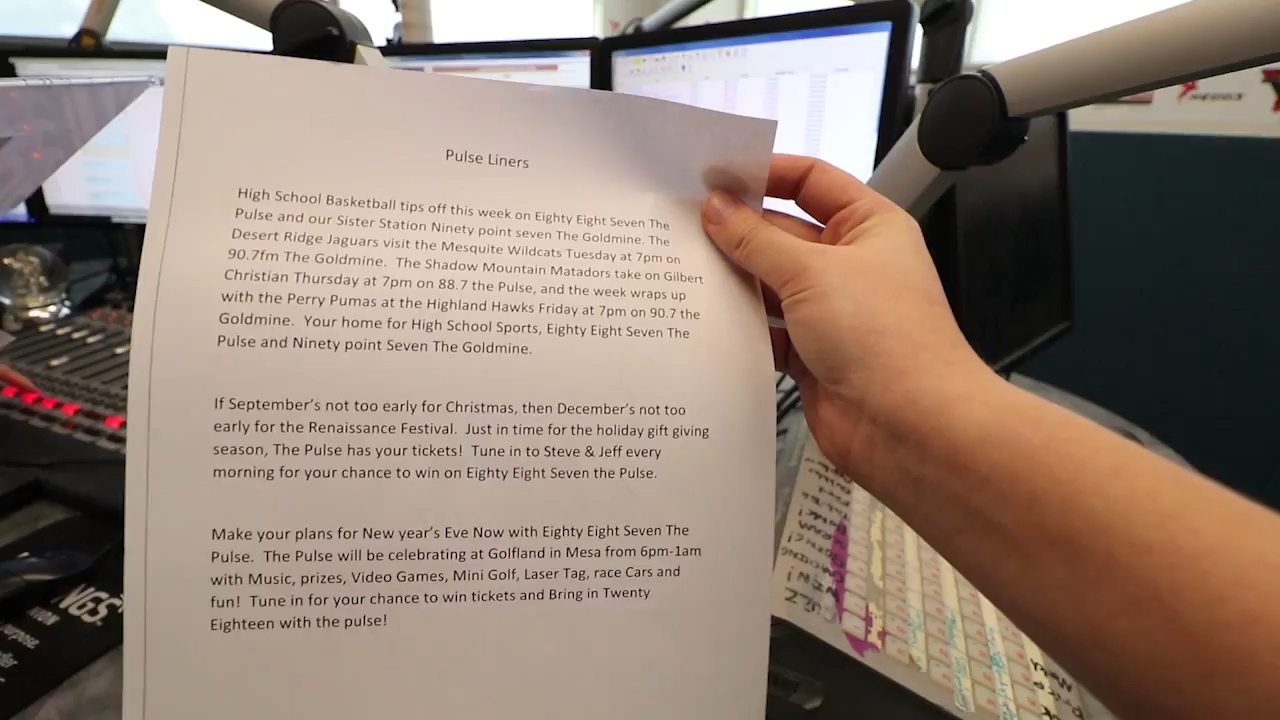 Pulse Liners
High School Basketball tips off this week on Eighty Eight Seven The
Pulse and our Sister Station Ninety point seven The Goldmine. The
Desert Ridge Jaguars visit the Mesquite Wildcats Tuesday at 7pm on
90.7fm The Goldmine. The Shadow Mountain Matadors take on Gilbert
Christian Thursday at 7pm on 88.7 the Pulse, and the week wraps up
with the Perry Pumas at the Highland Hawks Friday at 7pm on 90.7 the
Goldmine. Your home for High School Sports, Eighty Eight Seven The
Pulse and Ninety point Seven The Goldmine.
If September's not too early for Christmas, then December's not too
early for the Renaissance Festival. Just in time for the holiday gift giving
season, The Pulse has your tickets! Tune in to Steve & Jeff every
morning for your chance to win on Eighty Eight Seven the Pulse.
Make your plans for New year's Eve Now with Eighty Eight Seven The
Pulse. The Pulse will be celebrating at Golfland in Mesa from 6pm-1am
with Music, prizes, Video Games, Mini Golf, Laser Tag, race Cars and
fun! Tune in for your chance to win tickets and Bring in Twenty
Eighteen with the pulse!
NGS